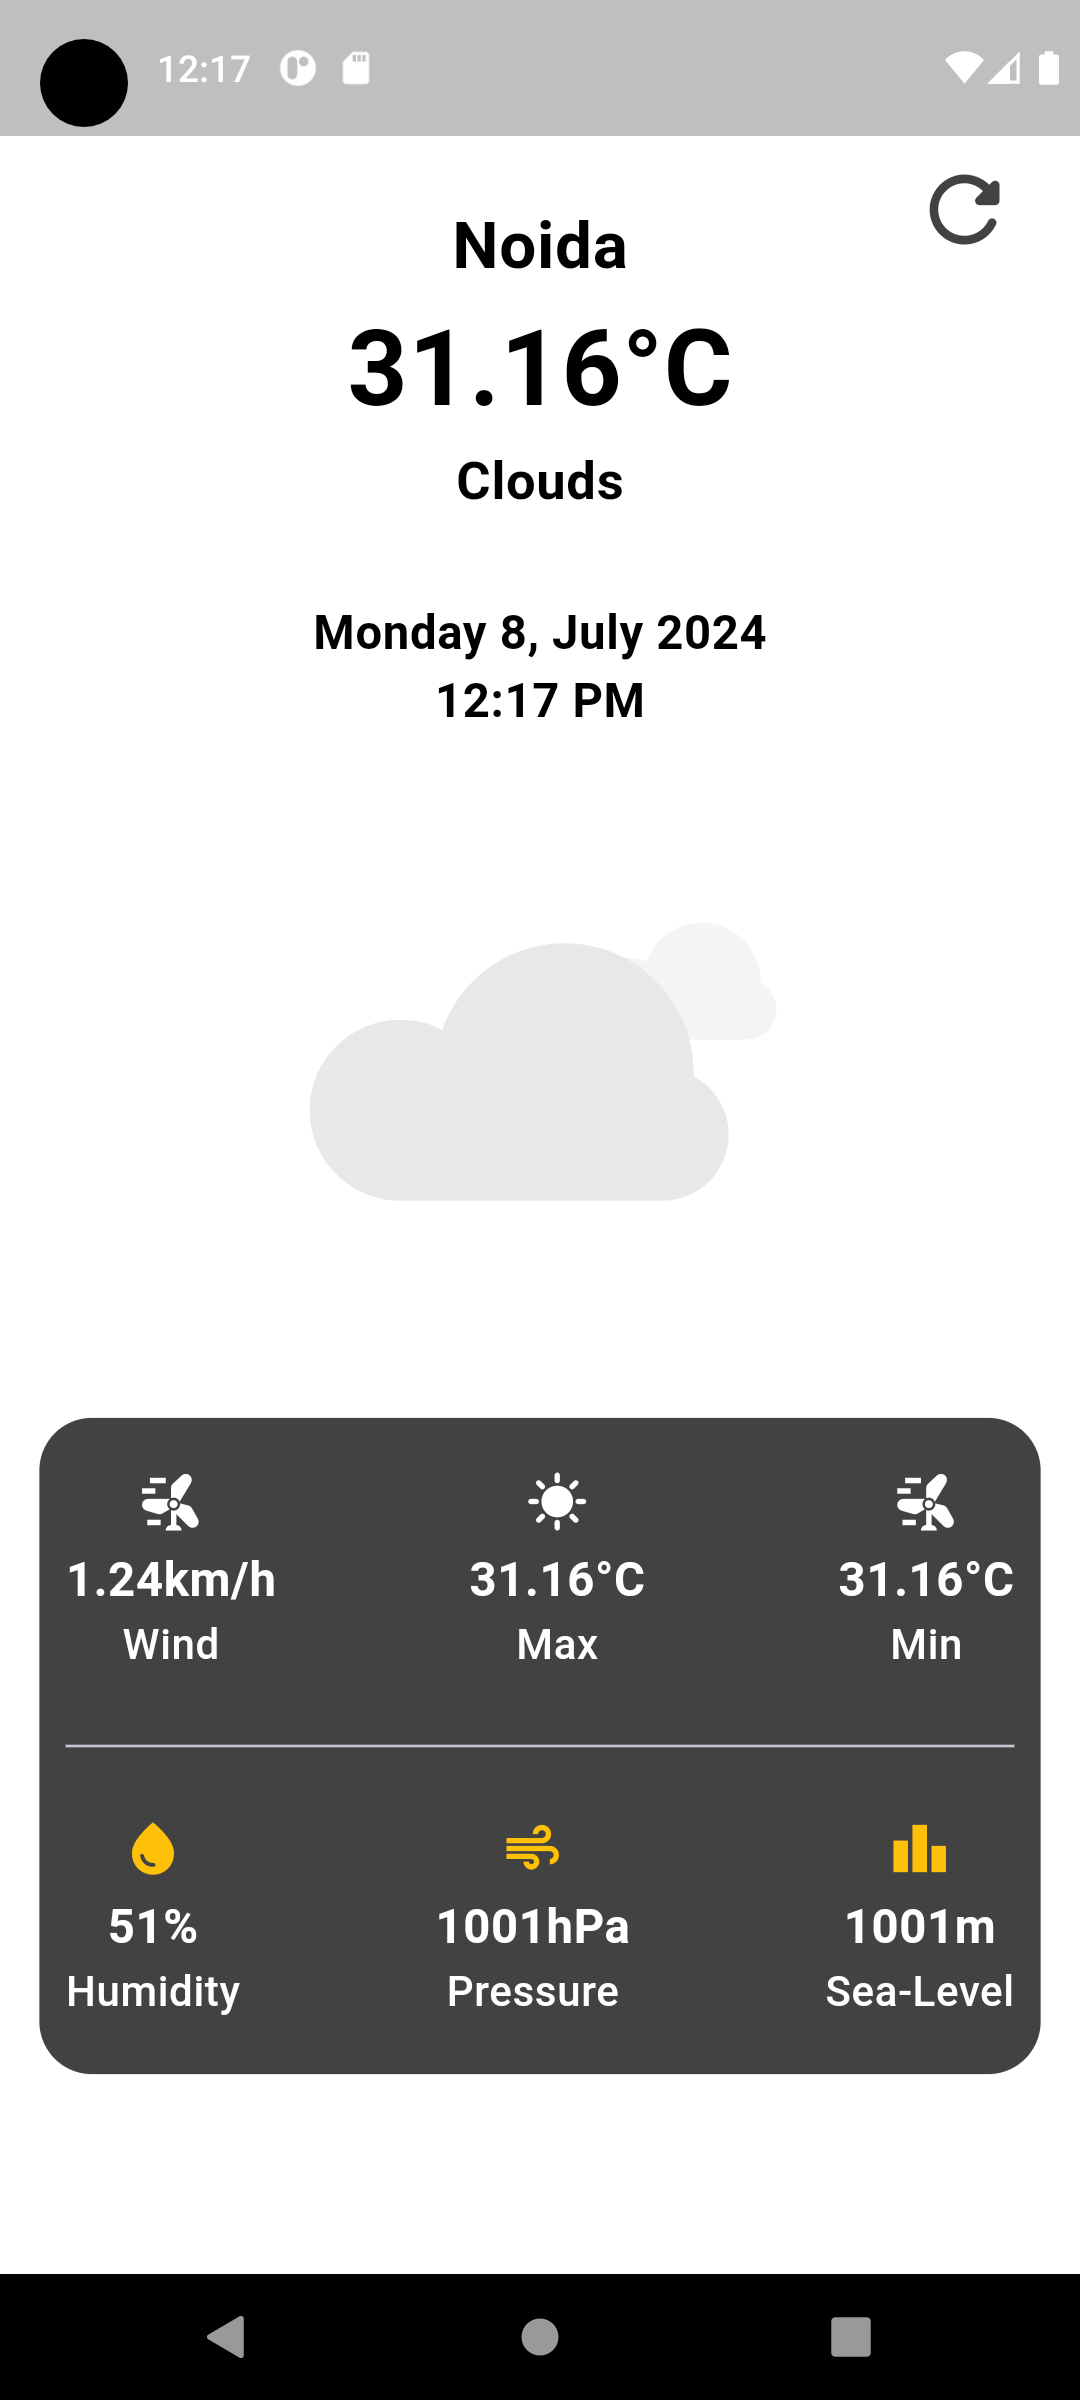 12:17
Noida
31.16°C
Clouds
Monday 8, July 2024
12:17 PM
1.24km/h 31.16°C 31.16°C
Wind Max Min
51% 1001hPa 1001m
Humidity Pressure Sea-Level